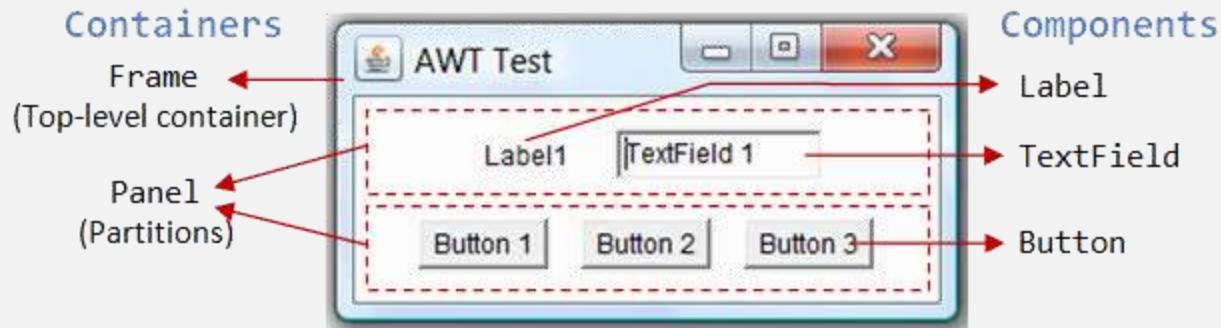 Containers
Components
AWT Test
Frame
(Top-level container)
Label
Label1
TextField 1
TextField
Panel
(Partitions)
Button 1
Button 2
Button 3
Button